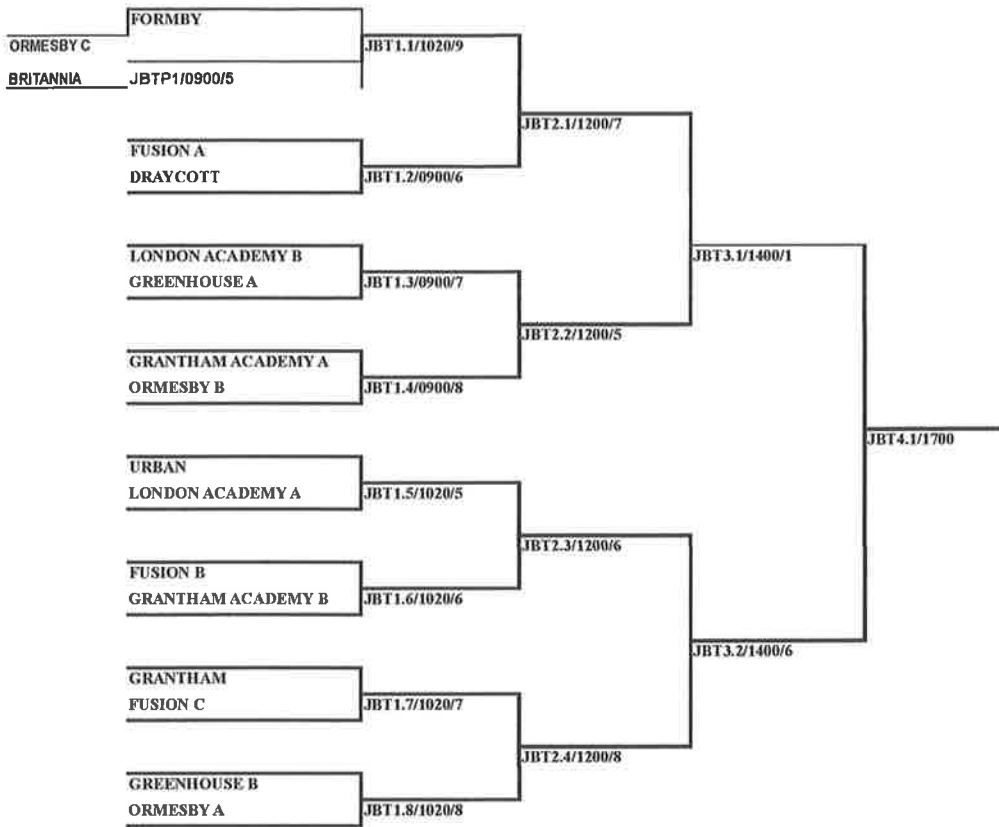 FORMBY
ORMESBY C
JBT1.1/1020/9
BRITANNIA
JBTP1/0900/5
JBT2.1/1200/7
FUSION A
DRAYCOTT
JBT1.2/0900/6
LONDON ACADEMY B
JBT3.1/1400/1
GREENHOUSE A
JBT1.3/0900/7
JBT2.2/1200/5
GRANTHAM ACADEMY A
ORMESBY B
JBT1.4/0900/8
JBT4.1/1700
URBAN
LONDON ACADEMY A
JBT1.5/1020/5
JBT2.3/1200/6
FUSION B
GRANTHAM ACADEMY B
JBT1.6/1020/6
JBT3.2/1400/6
GRANTHAM
FUSION C
JBT1.7/1020/7
JBT2.4/1200/8
GREENHOUSE B
ORMESBY A
JBT1.8/1020/8